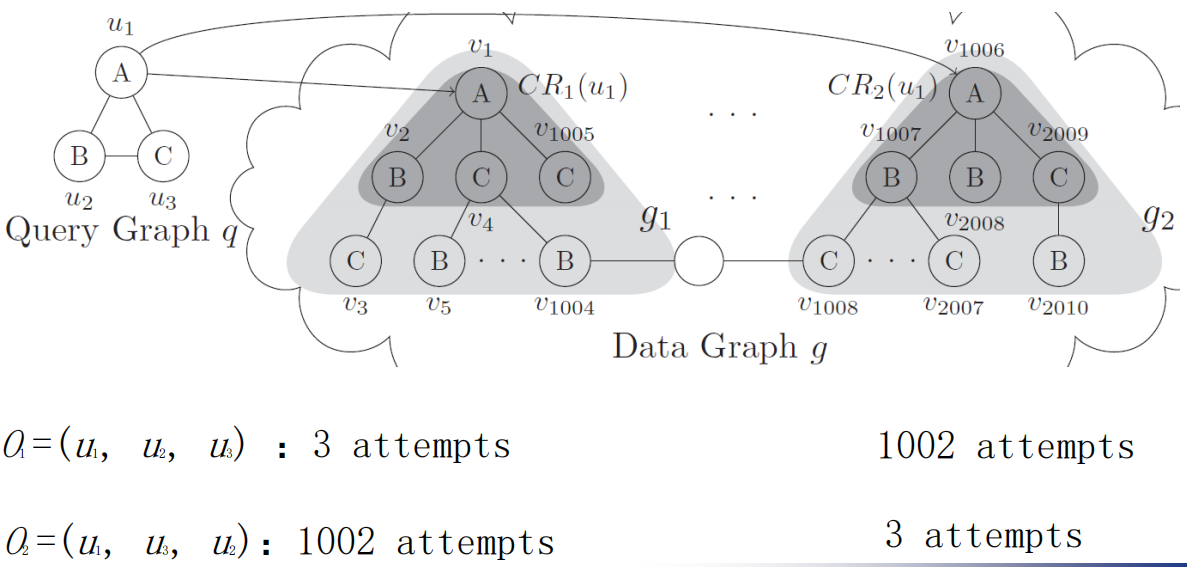 u1
A
B
C
u2
u3
Query Graph q
v1
A
CR1(u1)
v2
v1005
B
C
C
v4
g1
C
B
· · ·
B
v3
v5
v1004
· · ·
· · ·
v1006
CR2(u1)
A
v1007
v2009
B
B
C
v2008
g2
C
· · ·
C
B
v1008
v2007
v2010
Data Graph g
O1=(u1, u2, u3) : 3 attempts
1002 attempts
O2=(u1, u3, u2): 1002 attempts
3 attempts